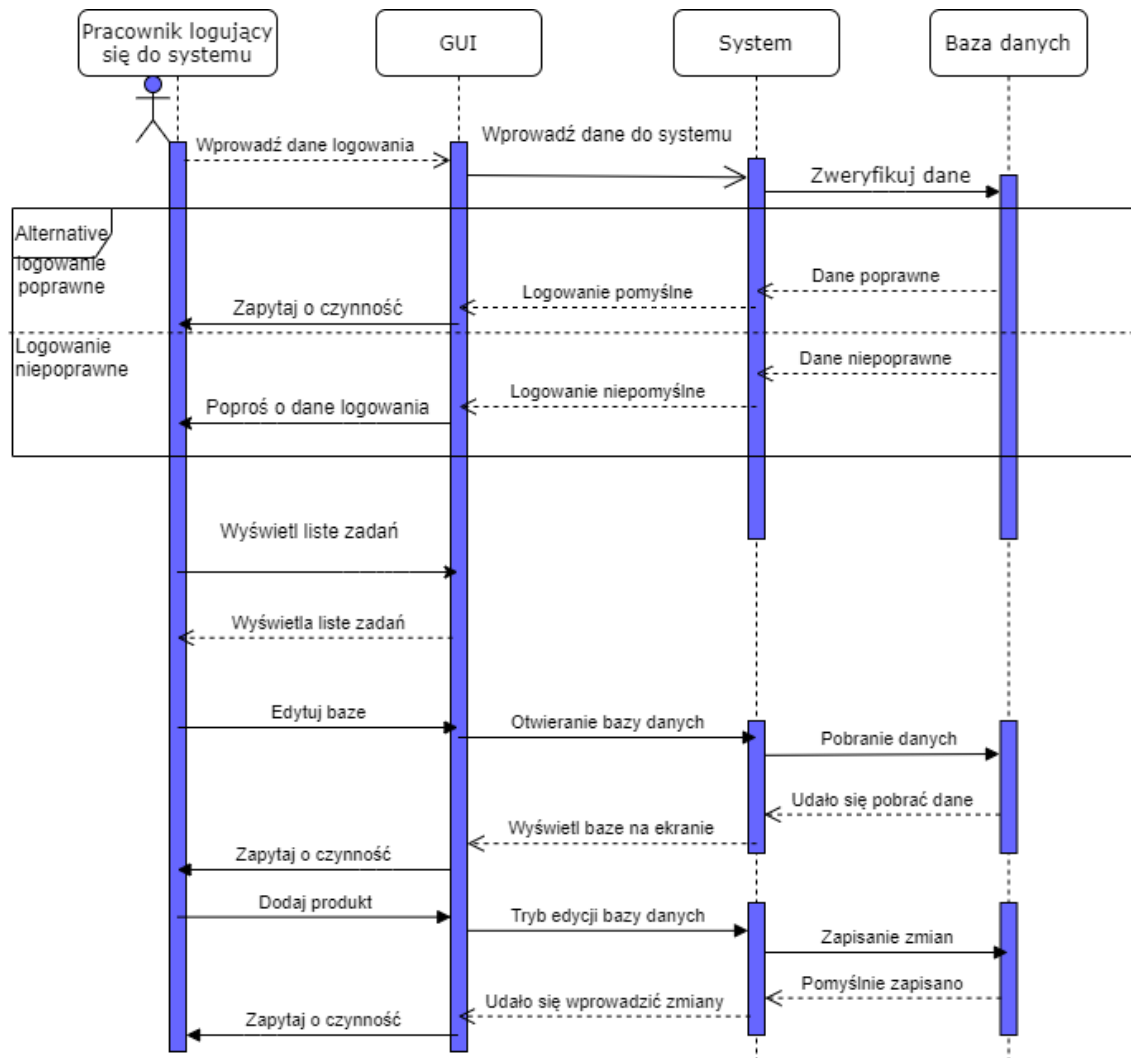 Pracownik logujący
się do systemu
GUI
System
Baza danych
Wprowadź dane logowania
Wprowadź dane do systemu
Zweryfikuj dane
Alternative
logowanie
poprawne
Dane poprawne
Logowanie pomyślne
Zapytaj o czynność
Logowanie
niepoprawne
Dane niepoprawne
Logowanie niepomyślne
Poproś o dane logowania
Wyświetl liste zadań
Wyświetla liste zadań
Edytuj baze
Otwieranie bazy danych
Pobranie danych
Udało się pobrać dane
Wyświetl baze na ekranie
Zapytaj o czynność
Dodaj produkt
Tryb edycji bazy danych
Zapisanie zmian
Pomyślnie zapisano
Udało się wprowadzić zmiany
Zapytaj o czynność